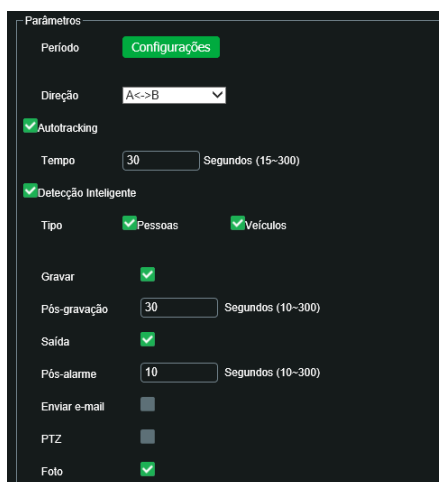 Parâmetros
Período Configurações
Direção A<->B
Autotracking
Tempo 30 Segundos (15~300)
Detecção Inteligente
Tipo Pessoas Veículos
Gravar
Pós-gravação 30 Segundos (10~300)
Saída
Pós-alarme 10 Segundos (10~300)
Enviar e-mail
PTZ
Foto